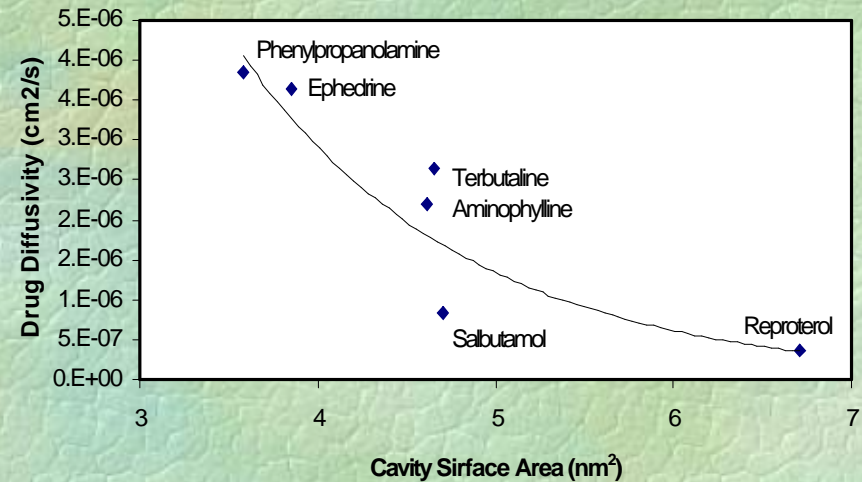 Drug Diffusivity (cm2/s)
5.E-06
4.E-06
4.E-06
3.E-06
3.E-06
2.E-06
2.E-06
1.E-06
5.E-07
0.E+00
Phenylpropanolamine
Ephedrine
Terbutaline
Aminophylline
Salbutamol
Reproterol
3 4 5 6 7
Cavity Sirface Area (nm²)